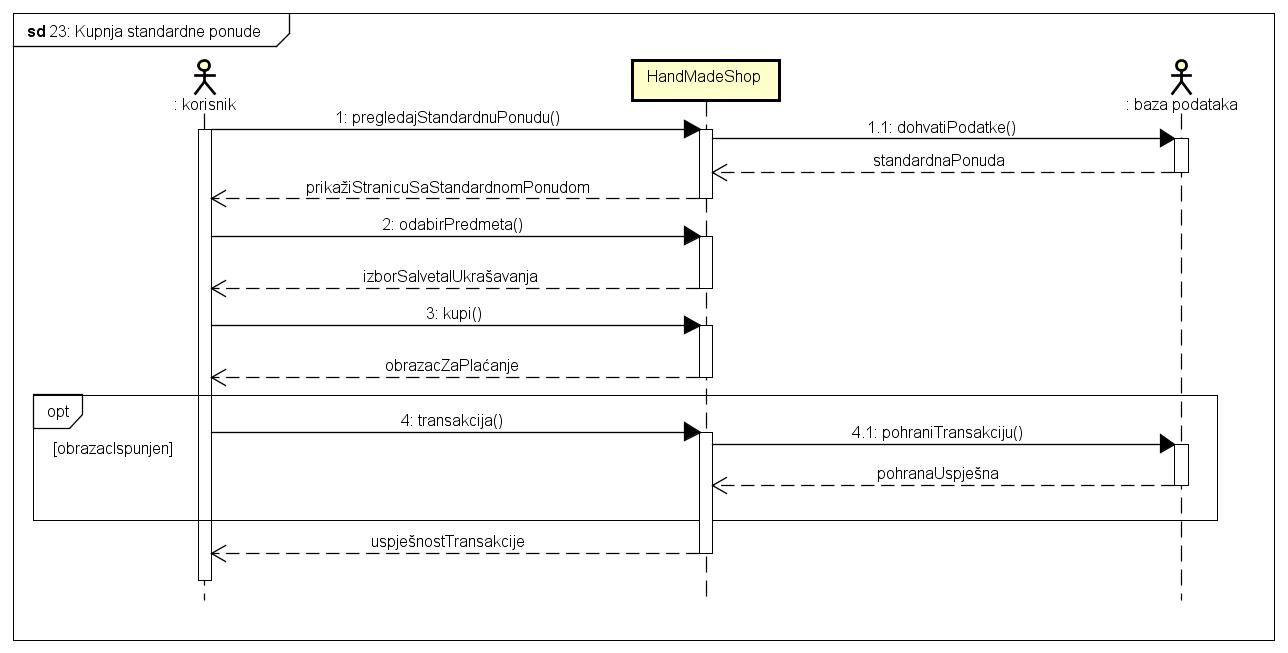 sd 23: Kupnja standardne ponude
: korisnik
HandMadeShop
: baza podataka
1: pregledajStandardnuPonudu()
1.1: dohvatiPodatke()
standardnaPonuda
prikažiStranicuSaStandardnomPonudom
2: odabirPredmeta()
izborSalvetaIUkrašavanja
3: kupi()
obrazacZaPlaćanje
opt
[obrazacIspunjen]
4: transakcija()
4.1: pohraniTransakciju()
pohranaUspješna
uspješnostTransakcije